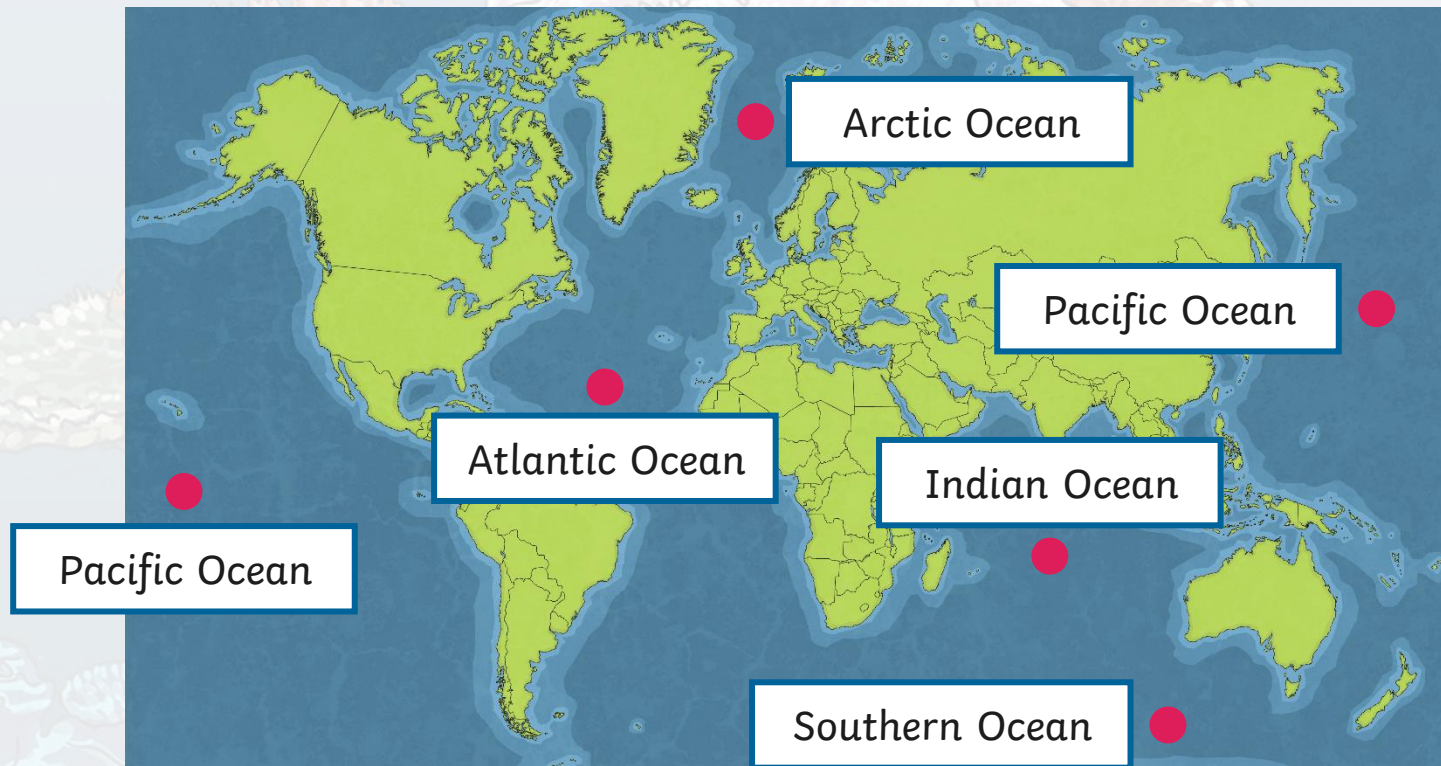 Arctic Ocean
Pacific Ocean
Atlantic Ocean
Indian Ocean
Pacific Ocean
Southern Ocean